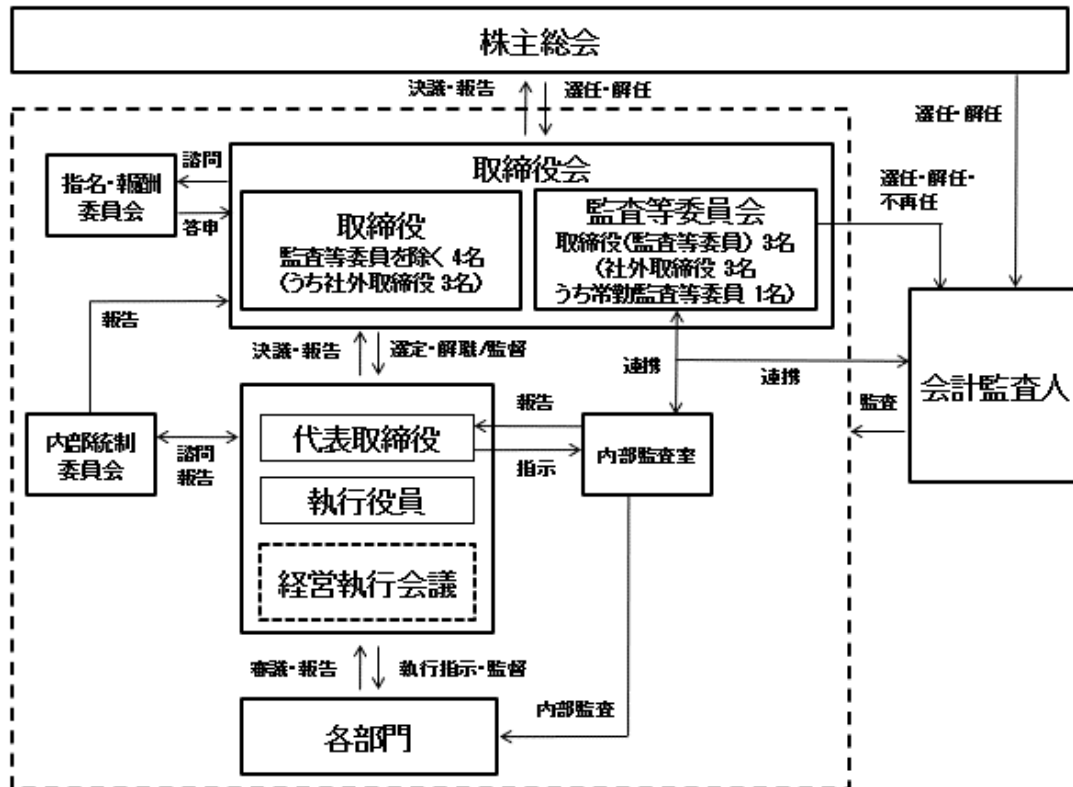 株主総会
決議・報告
選任・解任
選任・解任
諮問
指名・報酬
委員会
答申
取締役会
取締役
監査等委員を除く 4名
(うち社外取締役 3名)
監査等委員会
取締役(監査等委員) 3名
(社外取締役 3名
うち常勤監査等委員 1名)
選任・解任・
不再任
報告
決議・報告
選定・解職/監督
連携
連携
会計監査人
監査
内部統制
委員会
諮問
報告
代表取締役
執行役員
経営執行会議
報告
指示
内部監査室
審議・報告
執行指示・監督
内部監査
各部門